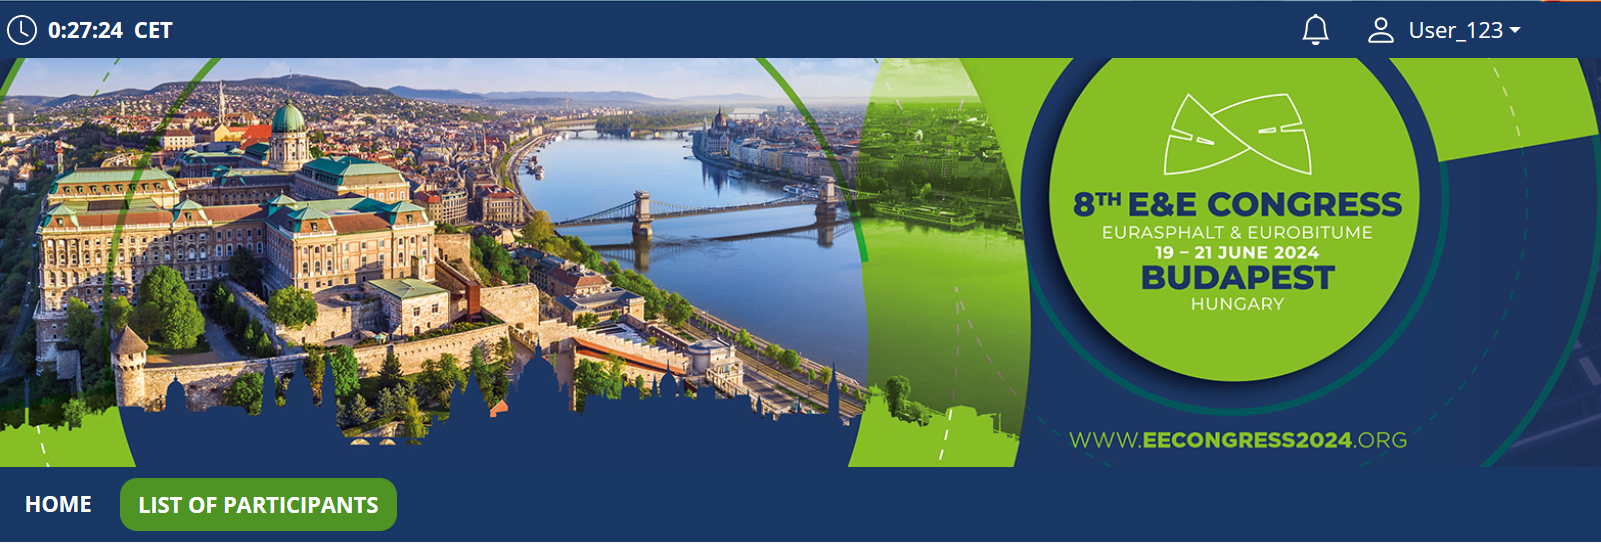 0:27:24 CET
User_123
8TH E&E CONGRESS
EURASPHALT & EUROBITUME
19 – 21 JUNE 2024
BUDAPEST
HUNGARY
WWW.EECONGRESS2024.ORG
HOME
LIST OF PARTICIPANTS